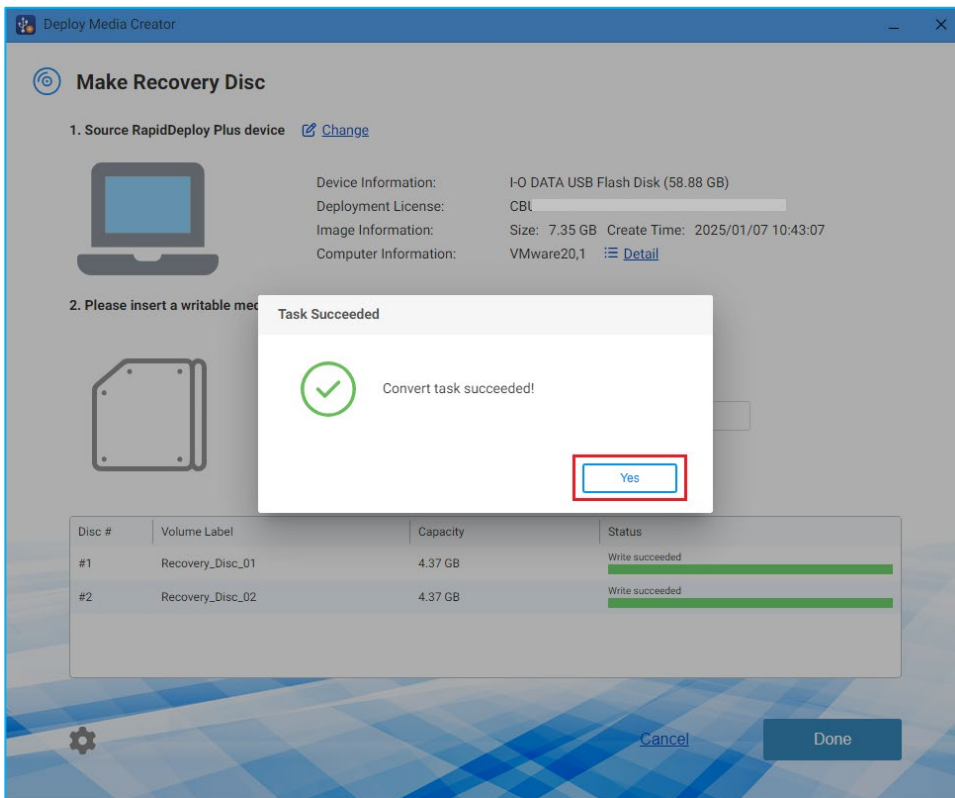 Deploy Media Creator
Make Recovery Disc
1. Source RapidDeploy Plus device Change
Device Information: I-O DATA USB Flash Disk (58.88 GB)
Deployment License: CBU
Image Information: Size: 7.35 GB Create Time: 2025/01/07 10:43:07
Computer Information: VMware20,1 Detail
2. Please insert a writable med
Task Succeeded
Convert task succeeded!
Yes
Disc # Volume Label Capacity Status
#1 Recovery_Disc_01 4.37 GB Write succeeded
#2 Recovery_Disc_02 4.37 GB Write succeeded
Cancel Done